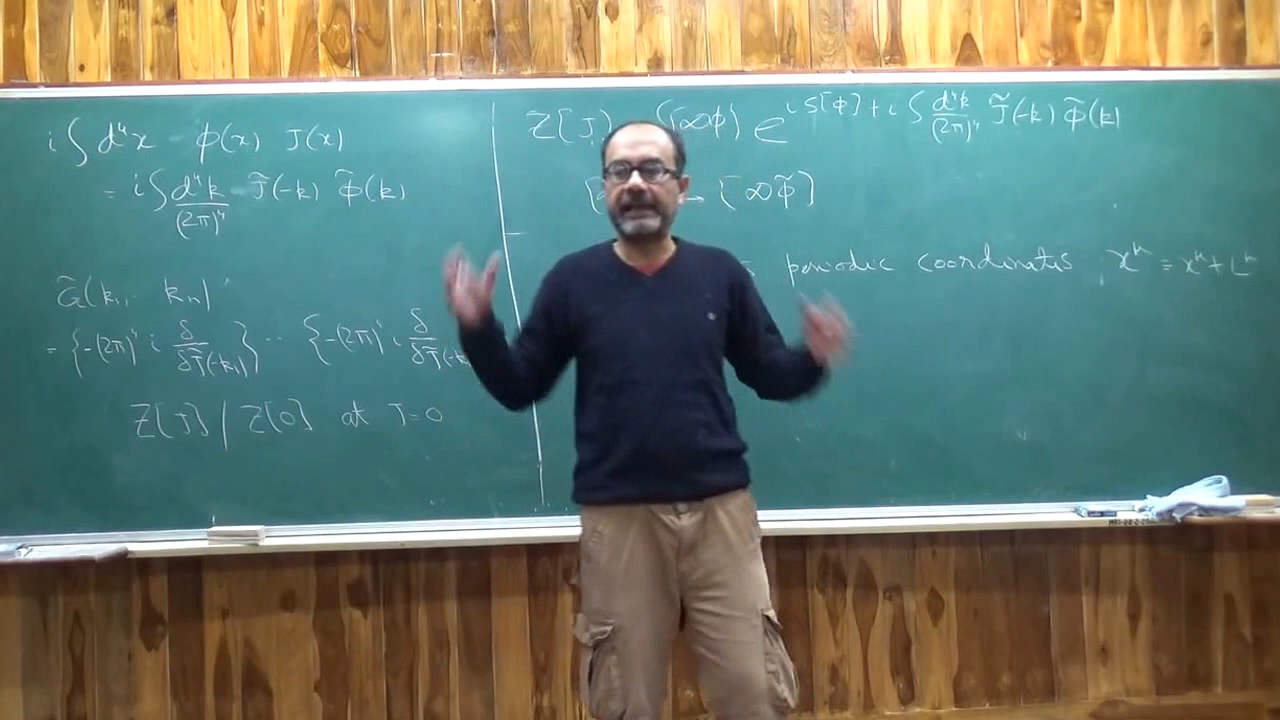 i ∫ d⁴x φ(x) J(x)
= i ∫ d⁴k/(2π)⁴ J̃(-k) φ̃(k)
G̃(k₁, kₙ)
= {-(2π)⁴ i δ/δJ̃(-k₁)} ... {-(2π)⁴ i δ/δJ̃(-k
Z[J] / Z[0] at J=0
Z[J] [𝒟φ] e^{i S[φ] + i ∫ d⁴k/(2π)⁴ J̃(-k) φ̃(k)}
→ [𝒟φ̃]
periodic coordinates, x^μ = x^μ + L^μ